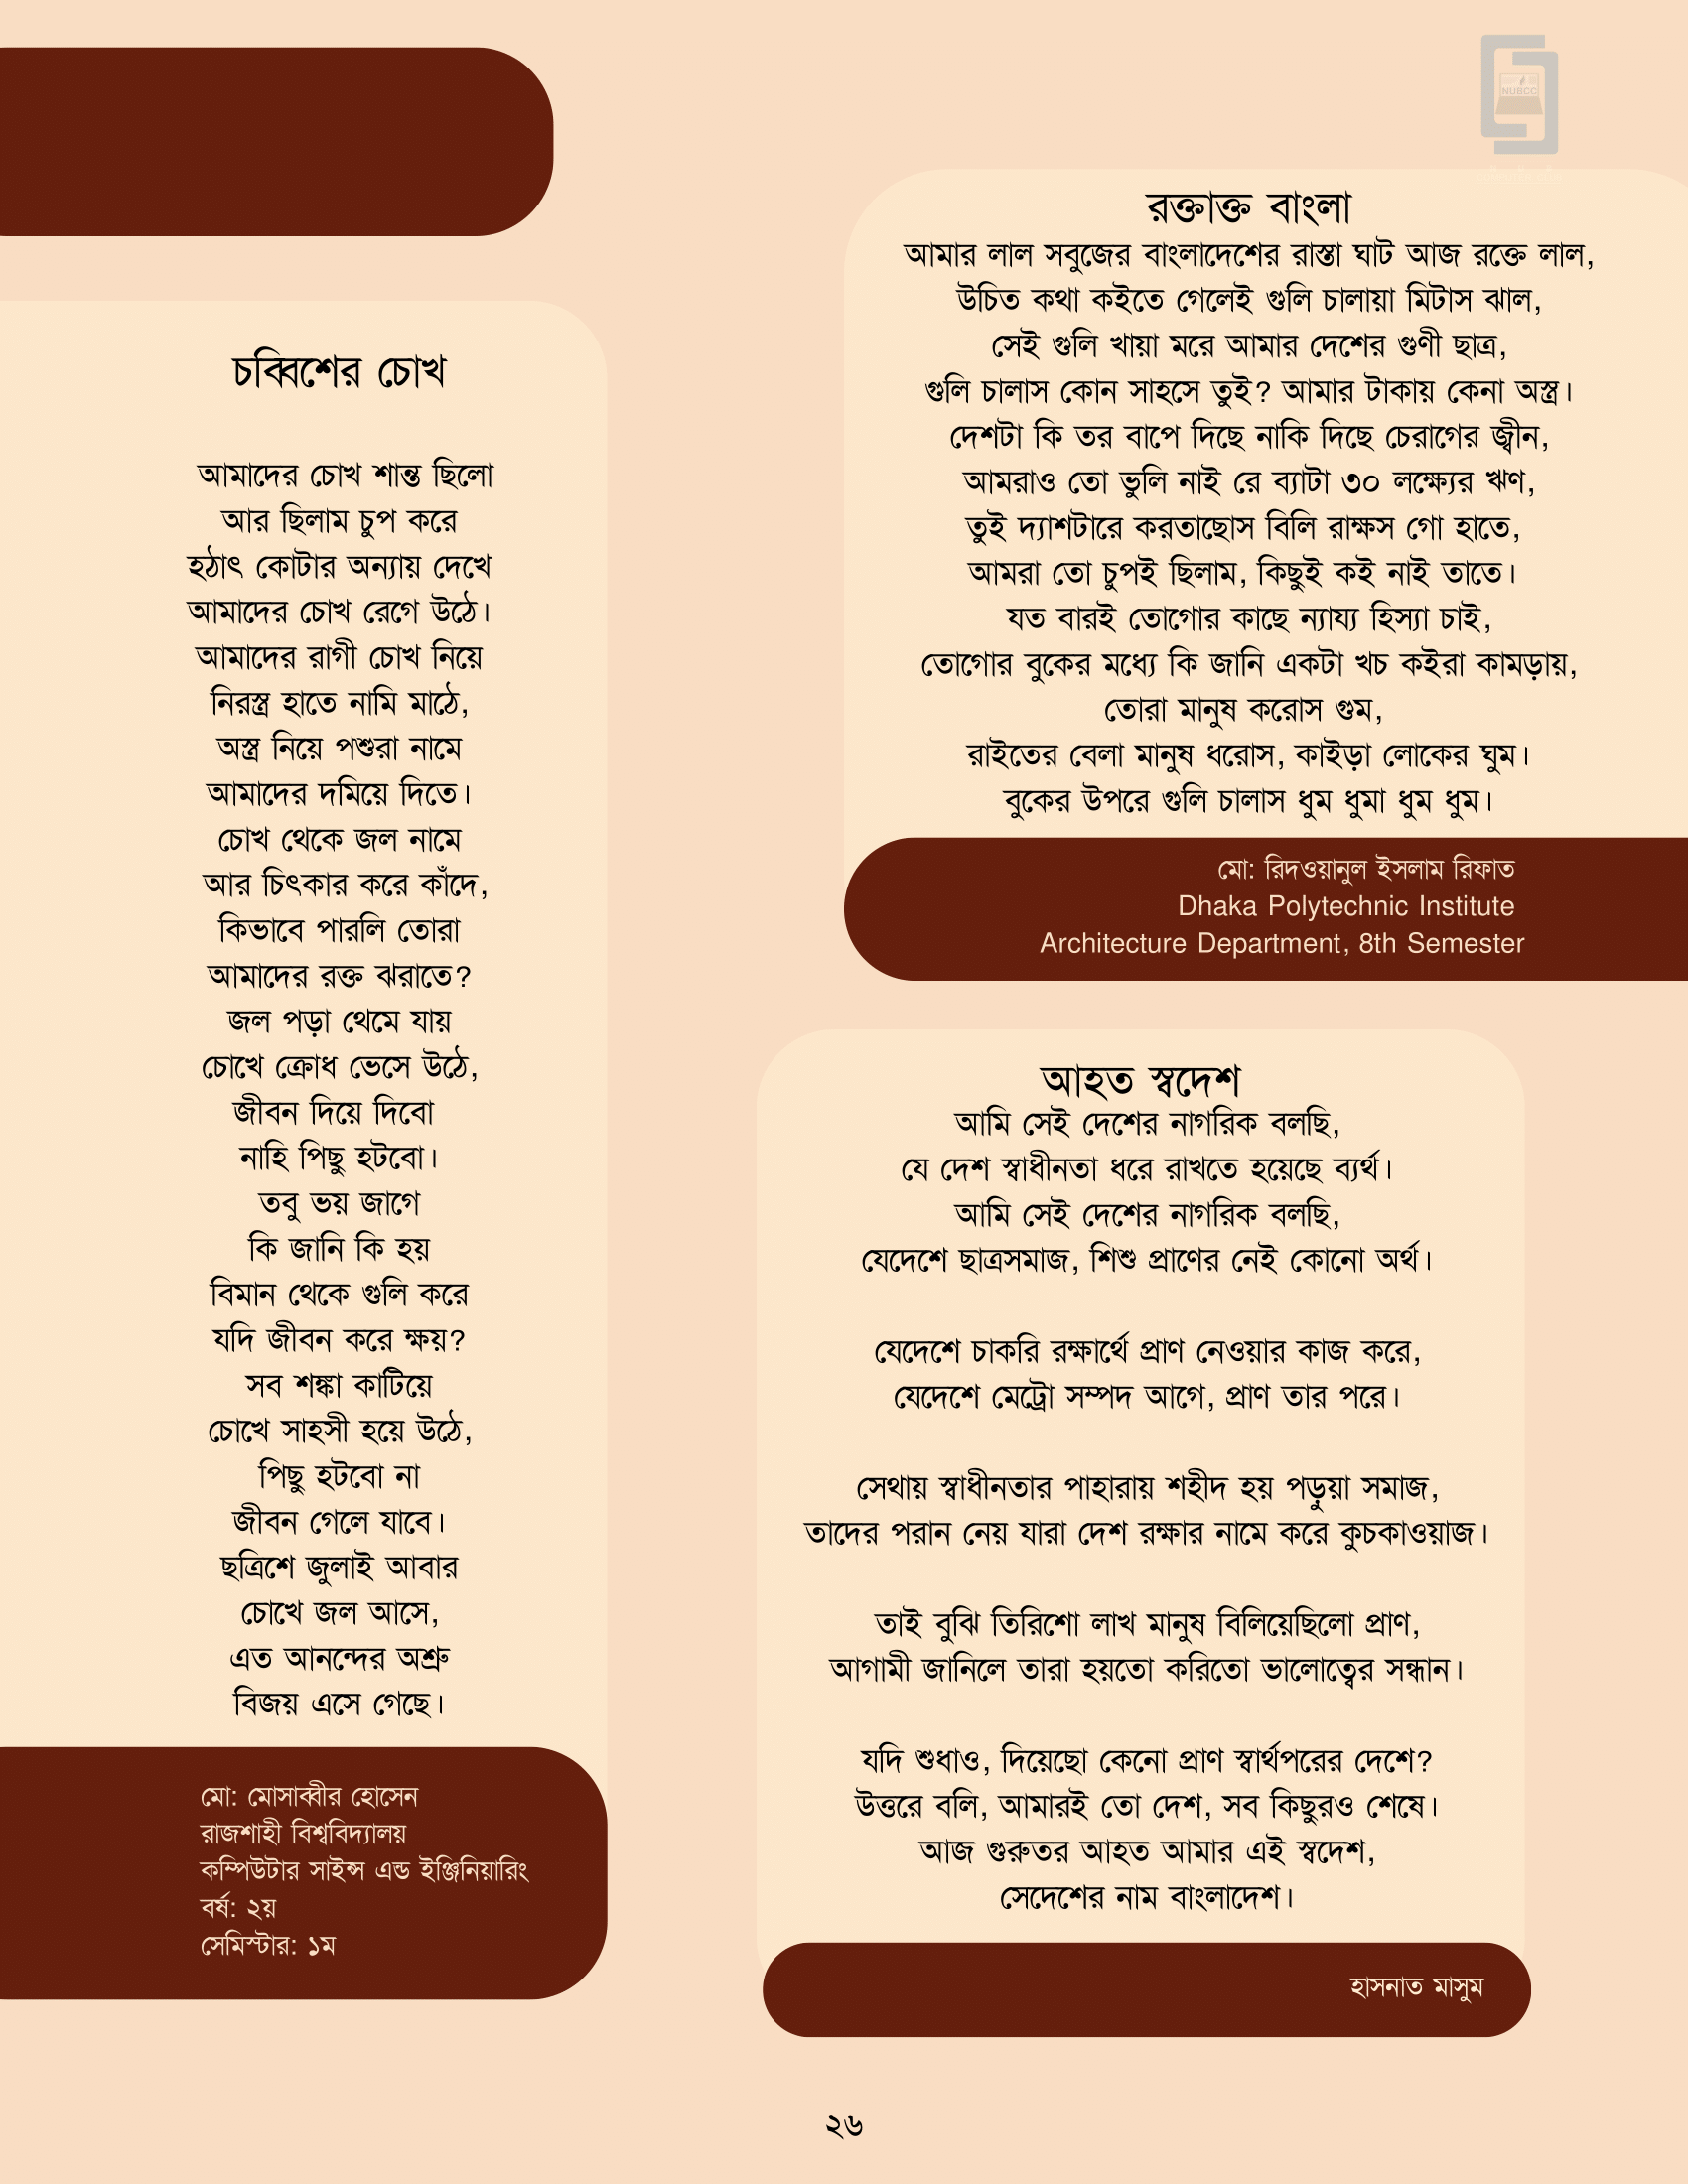 NUBCC
চব্বিশের চোখ
আমাদের চোখ শান্ত ছিলো
আর ছিলাম চুপ করে
হঠাৎ কোটার অন্যায় দেখে
আমাদের চোখ রেগে উঠে।
আমাদের রাগী চোখ নিয়ে
নিরস্ত্র হাতে নামি মাঠে,
অস্ত্র নিয়ে পশুরা নামে
আমাদের দমিয়ে দিতে।
চোখ থেকে জল নামে
আর চিৎকার করে কাঁদে,
কিভাবে পারলি তোরা
আমাদের রক্ত ঝরাতে?
জল পড়া থেমে যায়
চোখে ক্রোধ ভেসে উঠে,
জীবন দিয়ে দিবো
নাহি পিছু হটবো।
তবু ভয় জাগে
কি জানি কি হয়
বিমান থেকে গুলি করে
যদি জীবন করে ক্ষয়?
সব শঙ্কা কাটিয়ে
চোখে সাহসী হয়ে উঠে,
পিছু হটবো না
জীবন গেলে যাবে।
ছত্রিশে জুলাই আবার
চোখে জল আসে,
এত আনন্দের অশ্রু
বিজয় এসে গেছে।
মো: মোসাব্বীর হোসেন
রাজশাহী বিশ্ববিদ্যালয়
কম্পিউটার সাইন্স এন্ড ইঞ্জিনিয়ারিং
বর্ষ: ২য়
সেমিস্টার: ১ম
রক্তাক্ত বাংলা
আমার লাল সবুজের বাংলাদেশের রাস্তা ঘাট আজ রক্তে লাল,
উচিত কথা কইতে গেলেই গুলি চালায়া মিটাস ঝাল,
সেই গুলি খায়া মরে আমার দেশের গুণী ছাত্র,
গুলি চালাস কোন সাহসে তুই? আমার টাকায় কেনা অস্ত্র।
দেশটা কি তর বাপে দিছে নাকি দিছে চেরাগের জ্বীন,
আমরাও তো ভুলি নাই রে ব্যাটা ৩০ লক্ষ্যের ঋণ,
তুই দ্যাশটারে করতাছোস বিলি রাক্ষস গো হাতে,
আমরা তো চুপই ছিলাম, কিছুই কই নাই তাতে।
যত বারই তোগোর কাছে ন্যায্য হিস্যা চাই,
তোগোর বুকের মধ্যে কি জানি একটা খচ কইরা কামড়ায়,
তোরা মানুষ করোস গুম,
রাইতের বেলা মানুষ ধরোস, কাইড়া লোকের ঘুম।
বুকের উপরে গুলি চালাস ধুম ধুমা ধুম ধুম।
মো: রিদওয়ানুল ইসলাম রিফাত
Dhaka Polytechnic Institute
Architecture Department, 8th Semester
আহত স্বদেশ
আমি সেই দেশের নাগরিক বলছি,
যে দেশ স্বাধীনতা ধরে রাখতে হয়েছে ব্যর্থ।
আমি সেই দেশের নাগরিক বলছি,
যেদেশে ছাত্রসমাজ, শিশু প্রাণের নেই কোনো অর্থ।
যেদেশে চাকরি রক্ষার্থে প্রাণ নেওয়ার কাজ করে,
যেদেশে মেট্রো সম্পদ আগে, প্রাণ তার পরে।
সেথায় স্বাধীনতার পাহারায় শহীদ হয় পড়ুয়া সমাজ,
তাদের পরান নেয় যারা দেশ রক্ষার নামে করে কুচকাওয়াজ।
তাই বুঝি তিরিশো লাখ মানুষ বিলিয়েছিলো প্রাণ,
আগামী জানিলে তারা হয়তো করিতো ভালোত্বের সন্ধান।
যদি শুধাও, দিয়েছো কেনো প্রাণ স্বার্থপরের দেশে?
উত্তরে বলি, আমারই তো দেশ, সব কিছুরও শেষে।
আজ গুরুতর আহত আমার এই স্বদেশ,
সেদেশের নাম বাংলাদেশ।
হাসনাত মাসুম
২৬